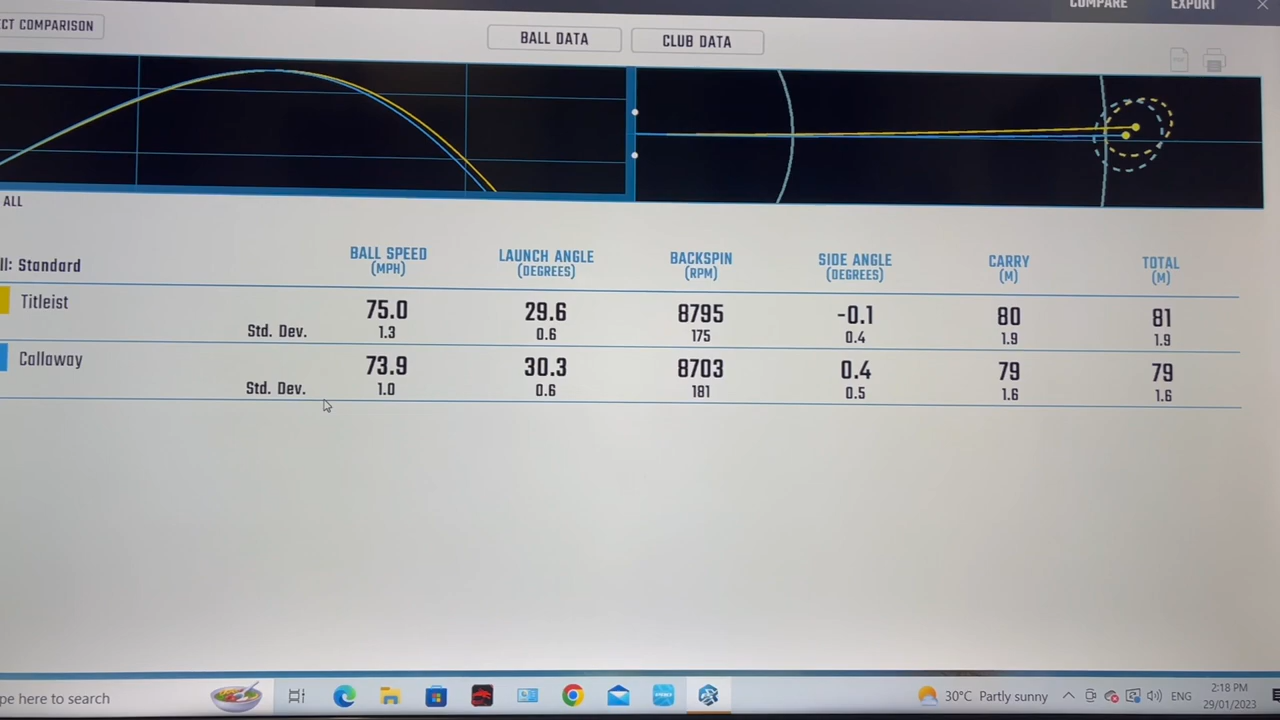 COMPARE EXPORT
CT COMPARISON
BALL DATA CLUB DATA
ALL
ll: Standard BALL SPEED (MPH) LAUNCH ANGLE (DEGREES) BACKSPIN (RPM) SIDE ANGLE (DEGREES) CARRY (M) TOTAL (M)
Titleist 75.0 29.6 8795 -0.1 80 81
Std. Dev. 1.3 0.6 175 0.4 1.9 1.9
Callaway 73.9 30.3 8703 0.4 79 79
Std. Dev. 1.0 0.6 181 0.5 1.6 1.6
pe here to search 30°C Partly sunny ENG 2:18 PM
29/01/2023